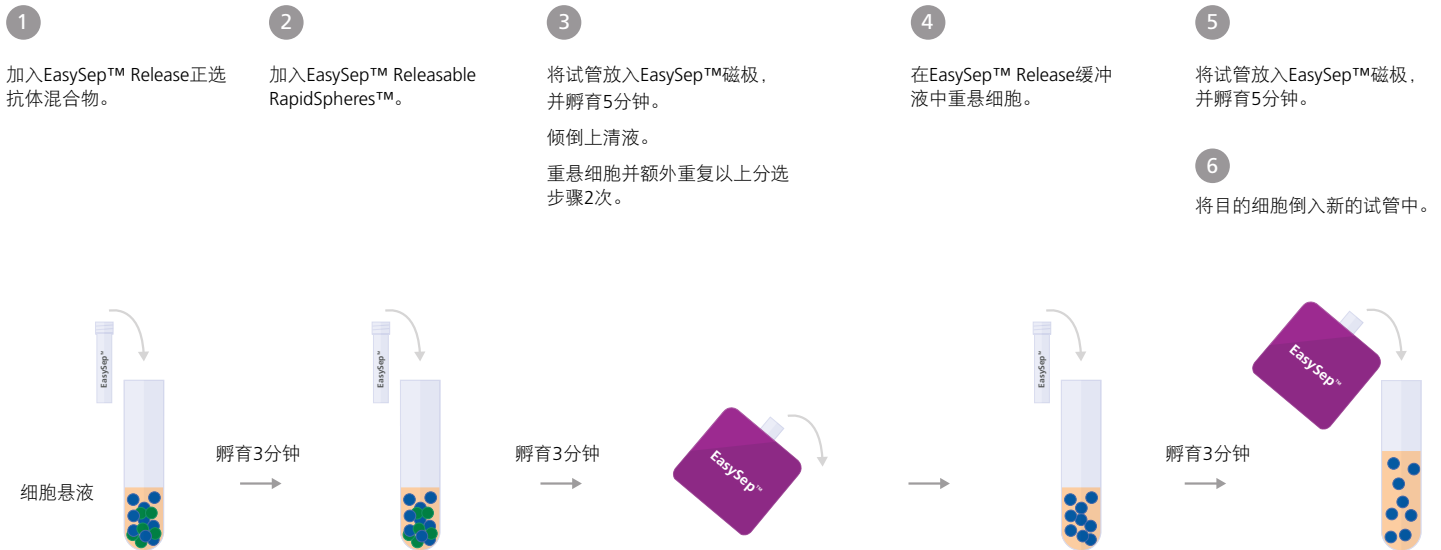 1
加入EasySep™ Release正选
抗体混合物。
2
加入EasySep™ Releasable
RapidSpheres™。
3
将试管放入EasySep™磁极，
并孵育5分钟。
倾倒上清液。
重悬细胞并额外重复以上分选
步骤2次。
4
在EasySep™ Release缓冲
液中重悬细胞。
5
将试管放入EasySep™磁极，
并孵育5分钟。
6
将目的细胞倒入新的试管中。
EasySep™
细胞悬液
孵育3分钟
EasySep™
孵育3分钟
EasySep™
EasySep™
孵育3分钟
EasySep™